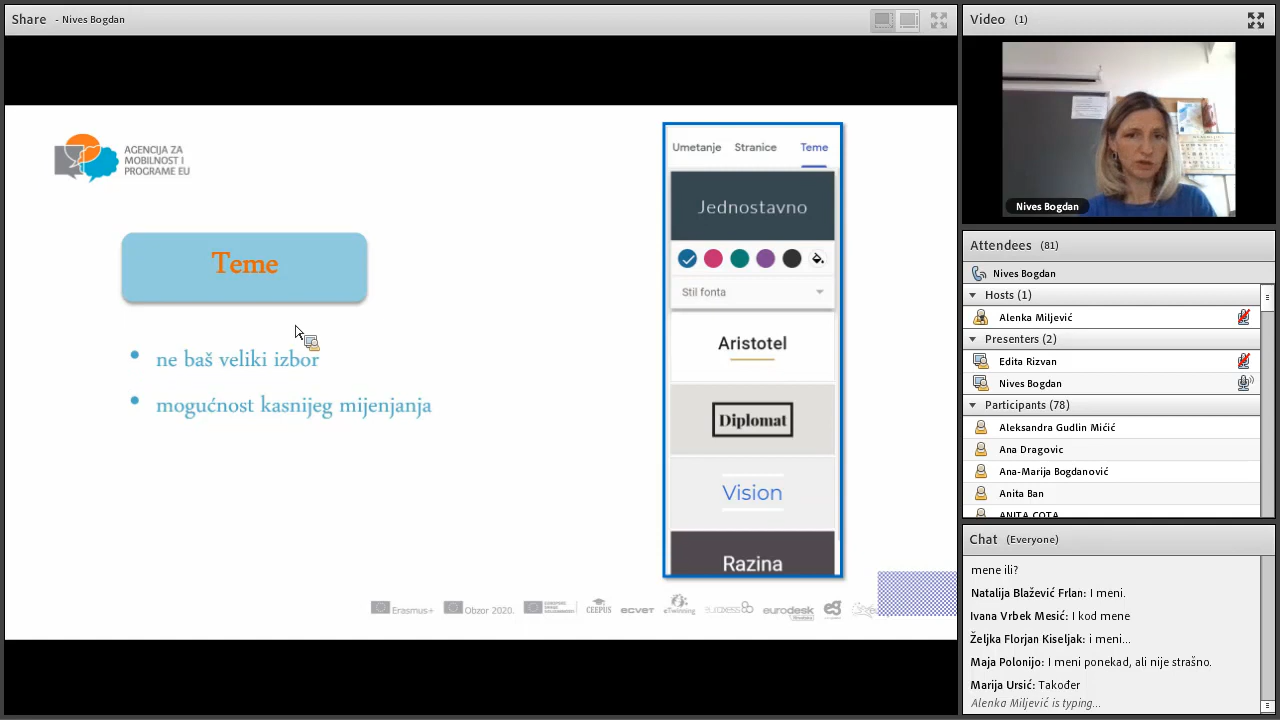 Share - Nives Bogdan
AGENCIJA ZA
MOBILNOST I
PROGRAME EU
Teme
• ne baš veliki izbor
• mogućnost kasnijeg mijenjanja
Umetanje Stranice Teme
Jednostavno
Stil fonta
Aristotel
Diplomat
Vision
Razina
Erasmus+ Obzor 2020. CEEPUS ECVET eTwinning euroxess eurodesk
Video (1)
Nives Bogdan
Attendees (81)
Nives Bogdan
Hosts (1)
Alenka Miljević
Presenters (2)
Edita Rizvan
Nives Bogdan
Participants (78)
Aleksandra Gudlin Mićić
Ana Dragovic
Ana-Marija Bogdanović
Anita Ban
ANITA COTA
Chat (Everyone)
mene ili?
Natalija Blažević Frlan: I meni.
Ivana Vrbek Mesić: I kod mene
Željka Florjan Kiseljak: i meni...
Maja Polonijo: I meni ponekad, ali nije strašno.
Marija Ursić: Također
Alenka Miljević is typing...